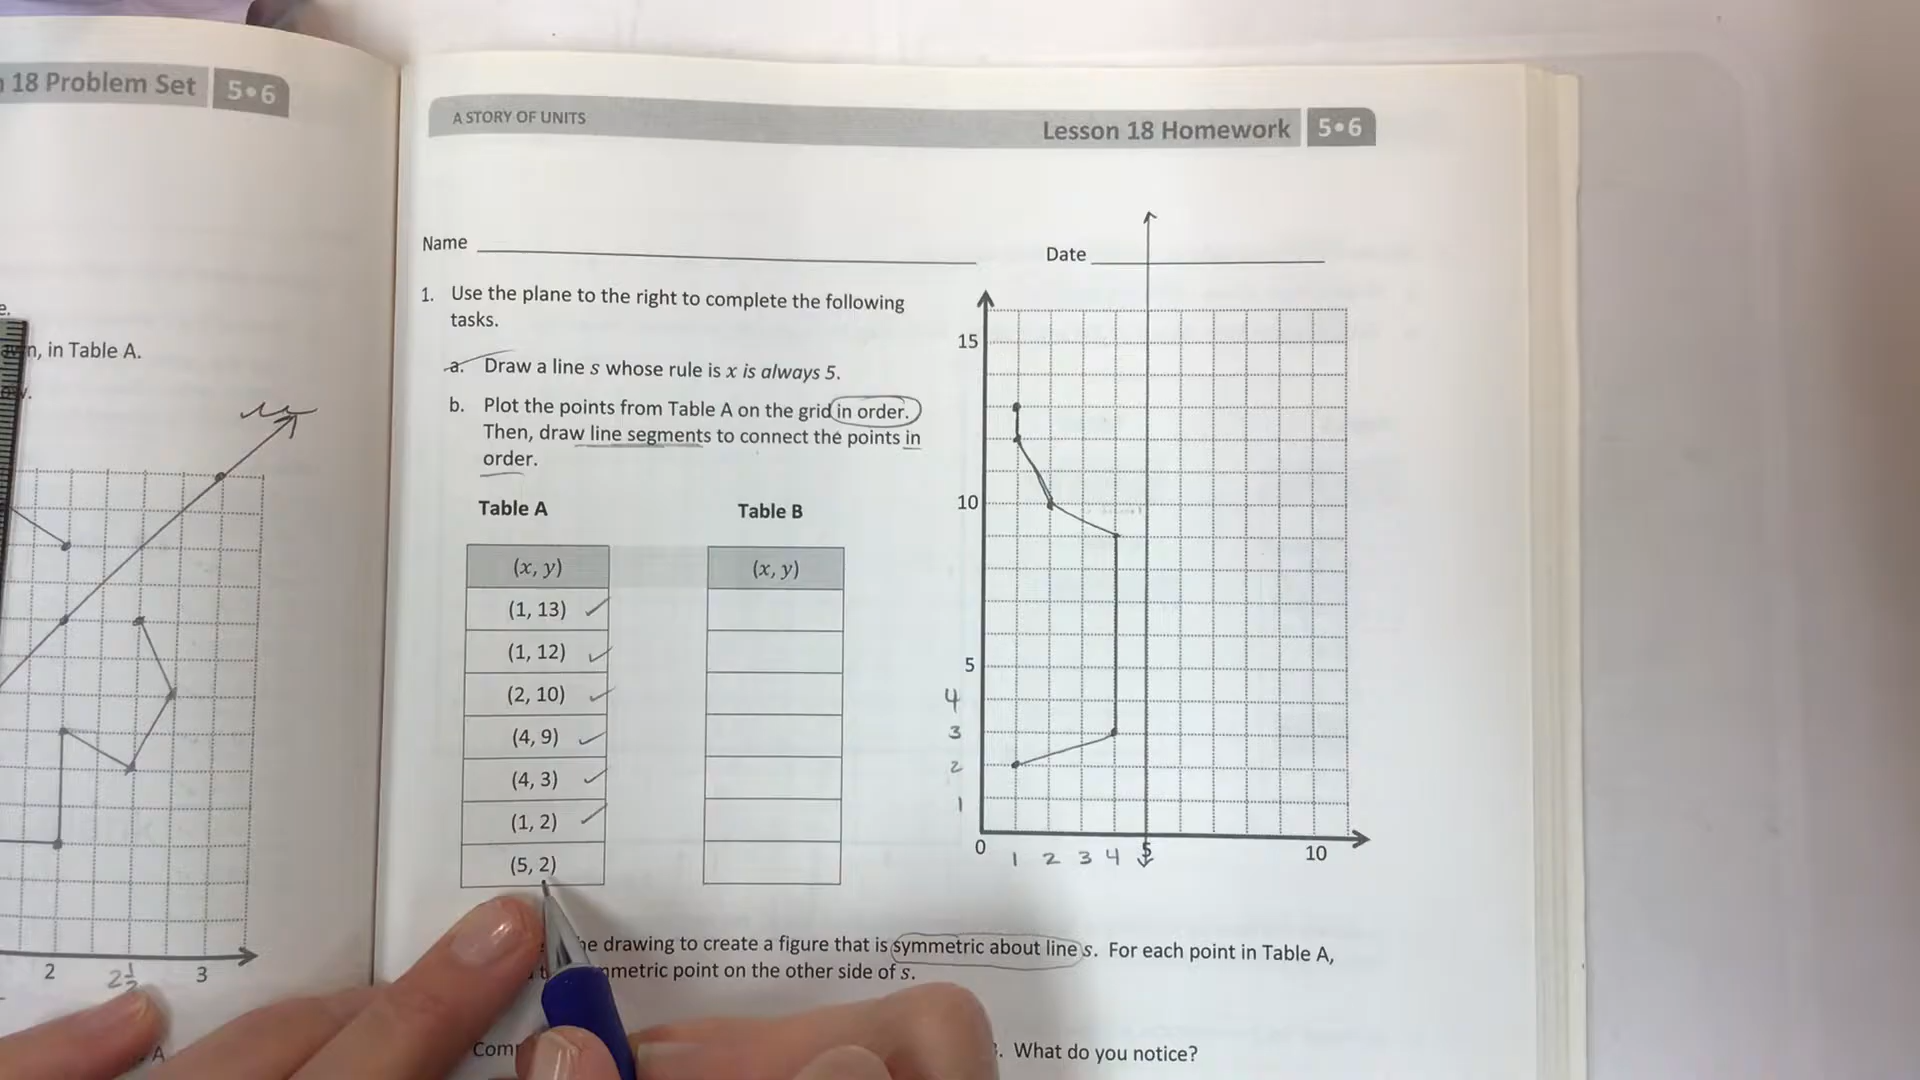 18 Problem Set 5•6
n, in Table A.
2 2½ 3
A STORY OF UNITS
Lesson 18 Homework 5•6
Name
Date
1. Use the plane to the right to complete the following
tasks.
a. Draw a line s whose rule is x is always 5.
b. Plot the points from Table A on the grid in order.
Then, draw line segments to connect the points in
order.
Table A
Table B
(x, y)
(1, 13)
(1, 12)
(2, 10)
(4, 9)
(4, 3)
(1, 2)
(5, 2)
(x, y)
15
10
5
4
3
2
1
0 1 2 3 4 5 10
he drawing to create a figure that is symmetric about line s. For each point in Table A,
mmetric point on the other side of s.
A
Com
. What do you notice?